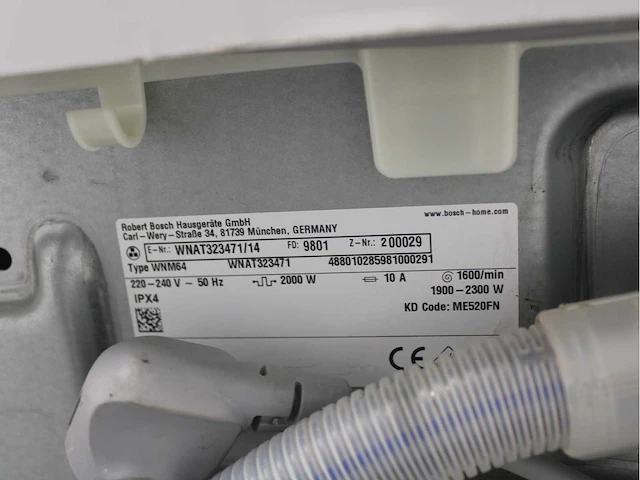 Robert Bosch Hausgeräte GmbH
Carl - Wery - Straße 34, 81739 München, GERMANY
www.bosch-home.com
E-Nr.: WNAT323471/14 FD: 9801 Z-Nr.: 200029
Type WNM64 WNAT323471 488010285981000291
220-240 V ~ 50 Hz 2000 W 10 A 1600/min
IPX4 1900-2300 W
KD Code: ME520FN
CE